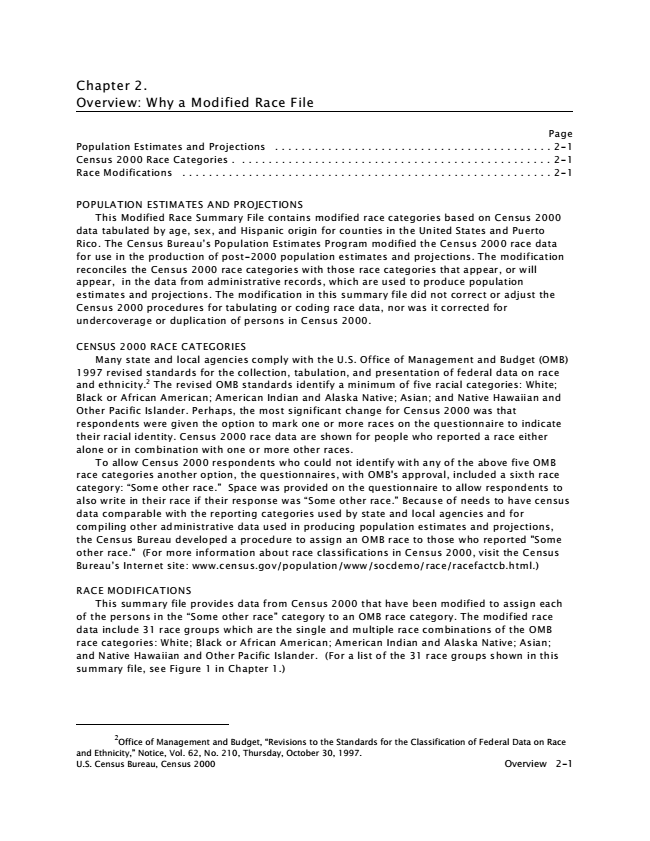 Chapter 2.
Overview: Why a Modified Race File
Page
Population Estimates and Projections . . . . . . . . . . . . . . . . . . . . . . . . . . . . . . . . . . . . . . . . . . 2–1
Census 2000 Race Categories . . . . . . . . . . . . . . . . . . . . . . . . . . . . . . . . . . . . . . . . . . . . . . . . 2–1
Race Modifications . . . . . . . . . . . . . . . . . . . . . . . . . . . . . . . . . . . . . . . . . . . . . . . . . . . . . . . . 2–1
POPULATION ESTIMATES AND PROJECTIONS
This Modified Race Summary File contains modified race categories based on Census 2000
data tabulated by age, sex, and Hispanic origin for counties in the United States and Puerto
Rico. The Census Bureau's Population Estimates Program modified the Census 2000 race data
for use in the production of post–2000 population estimates and projections. The modification
reconciles the Census 2000 race categories with those race categories that appear, or will
appear, in the data from administrative records, which are used to produce population
estimates and projections. The modification in this summary file did not correct or adjust the
Census 2000 procedures for tabulating or coding race data, nor was it corrected for
undercoverage or duplication of persons in Census 2000.
CENSUS 2000 RACE CATEGORIES
Many state and local agencies comply with the U.S. Office of Management and Budget (OMB)
1997 revised standards for the collection, tabulation, and presentation of federal data on race
and ethnicity.2 The revised OMB standards identify a minimum of five racial categories: White;
Black or African American; American Indian and Alaska Native; Asian; and Native Hawaiian and
Other Pacific Islander. Perhaps, the most significant change for Census 2000 was that
respondents were given the option to mark one or more races on the questionnaire to indicate
their racial identity. Census 2000 race data are shown for people who reported a race either
alone or in combination with one or more other races.
To allow Census 2000 respondents who could not identify with any of the above five OMB
race categories another option, the questionnaires, with OMB's approval, included a sixth race
category: "Some other race." Space was provided on the questionnaire to allow respondents to
also write in their race if their response was "Some other race." Because of needs to have census
data comparable with the reporting categories used by state and local agencies and for
compiling other administrative data used in producing population estimates and projections,
the Census Bureau developed a procedure to assign an OMB race to those who reported "Some
other race." (For more information about race classifications in Census 2000, visit the Census
Bureau's Internet site: www.census.gov/population/www/socdemo/race/racefactcb.html.)
RACE MODIFICATIONS
This summary file provides data from Census 2000 that have been modified to assign each
of the persons in the "Some other race" category to an OMB race category. The modified race
data include 31 race groups which are the single and multiple race combinations of the OMB
race categories: White; Black or African American; American Indian and Alaska Native; Asian;
and Native Hawaiian and Other Pacific Islander. (For a list of the 31 race groups shown in this
summary file, see Figure 1 in Chapter 1.)
2Office of Management and Budget, "Revisions to the Standards for the Classification of Federal Data on Race
and Ethnicity," Notice, Vol. 62, No. 210, Thursday, October 30, 1997.
U.S. Census Bureau, Census 2000 Overview 2–1